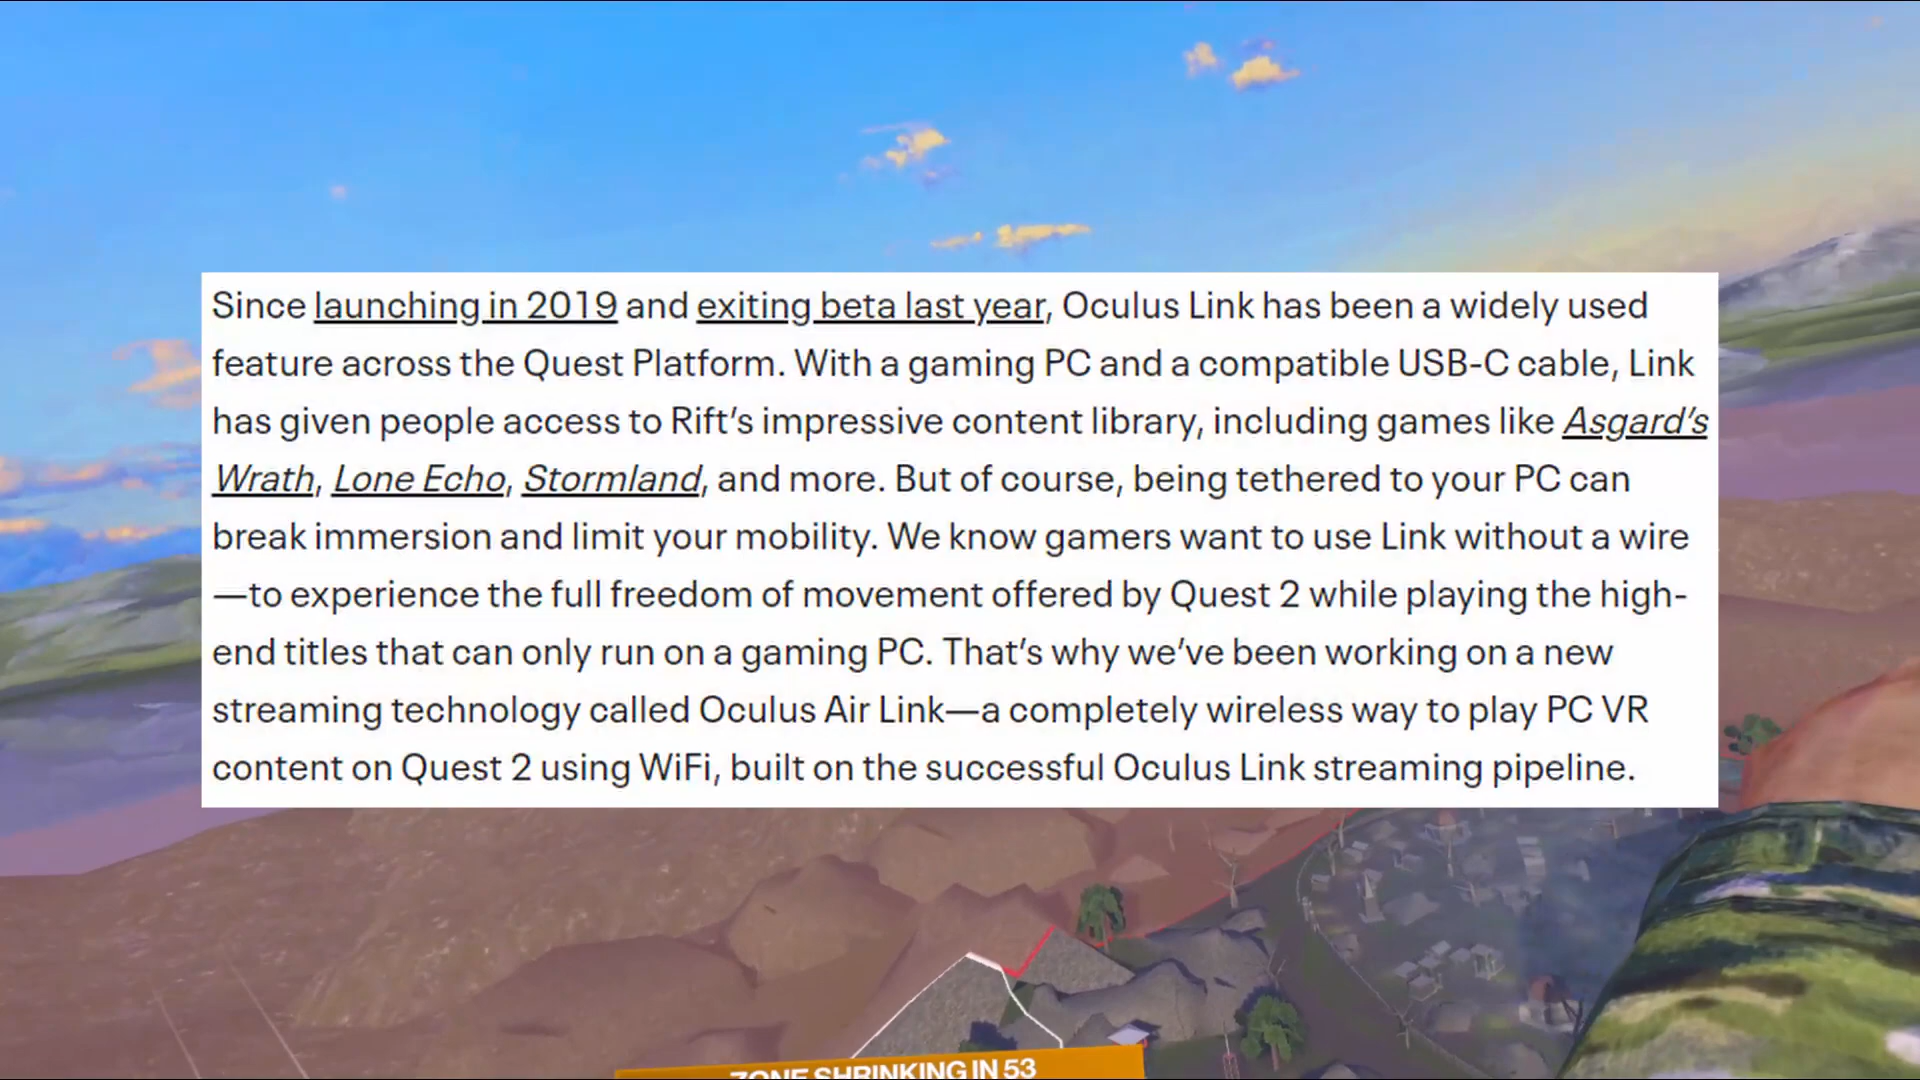 Since launching in 2019 and exiting beta last year, Oculus Link has been a widely used
feature across the Quest Platform. With a gaming PC and a compatible USB-C cable, Link
has given people access to Rift’s impressive content library, including games like Asgard’s
Wrath, Lone Echo, Stormland, and more. But of course, being tethered to your PC can
break immersion and limit your mobility. We know gamers want to use Link without a wire
—to experience the full freedom of movement offered by Quest 2 while playing the high-
end titles that can only run on a gaming PC. That’s why we’ve been working on a new
streaming technology called Oculus Air Link—a completely wireless way to play PC VR
content on Quest 2 using WiFi, built on the successful Oculus Link streaming pipeline.
ZONE SHRINKING IN 53